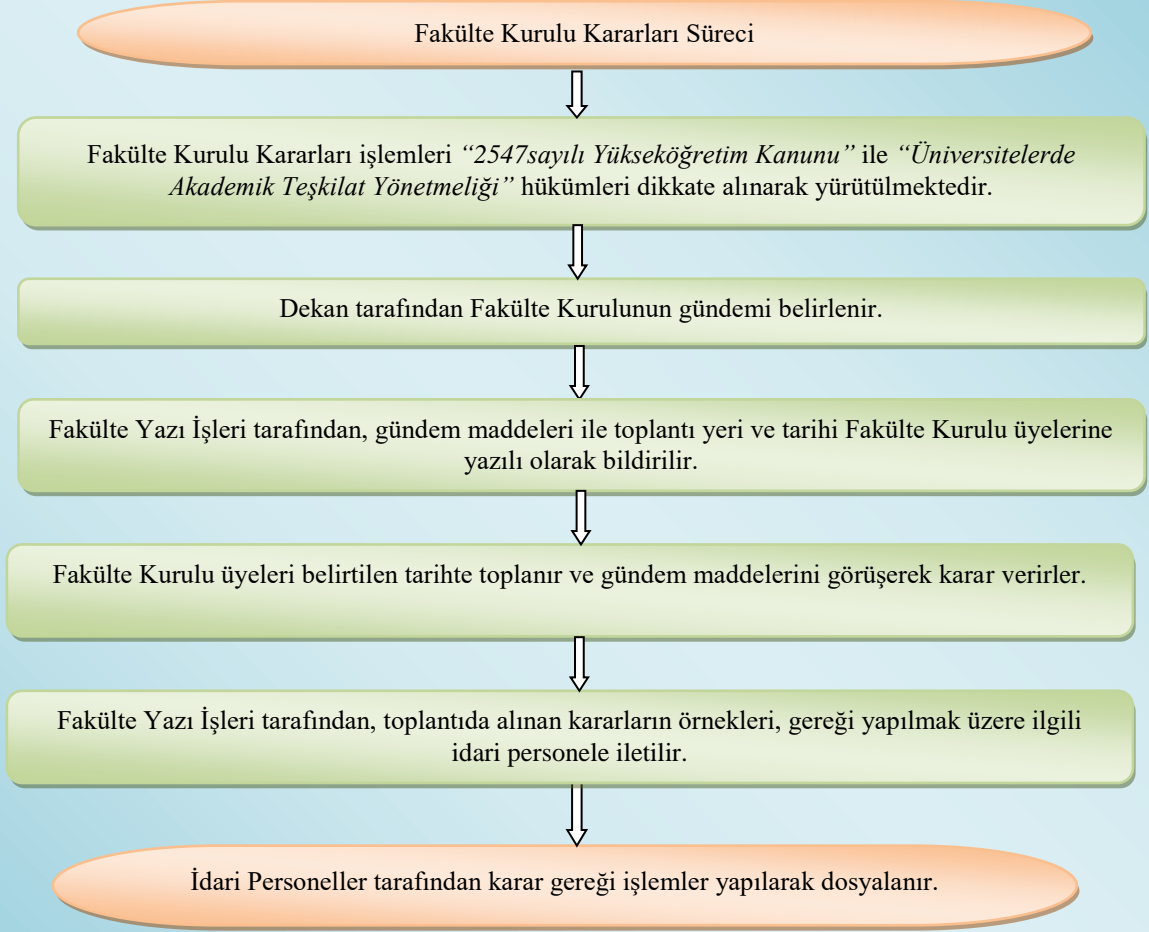 Fakülte Kurulu Kararları Süreci
Fakülte Kurulu Kararları işlemleri “2547sayılı Yükseköğretim Kanunu” ile “Üniversitelerde
Akademik Teşkilat Yönetmeliği” hükümleri dikkate alınarak yürütülmektedir.
Dekan tarafından Fakülte Kurulunun gündemi belirlenir.
Fakülte Yazı İşleri tarafından, gündem maddeleri ile toplantı yeri ve tarihi Fakülte Kurulu üyelerine
yazılı olarak bildirilir.
Fakülte Kurulu üyeleri belirtilen tarihte toplanır ve gündem maddelerini görüşerek karar verirler.
Fakülte Yazı İşleri tarafından, toplantıda alınan kararların örnekleri, gereği yapılmak üzere ilgili
idari personele iletilir.
İdari Personeller tarafından karar gereği işlemler yapılarak dosyalanır.